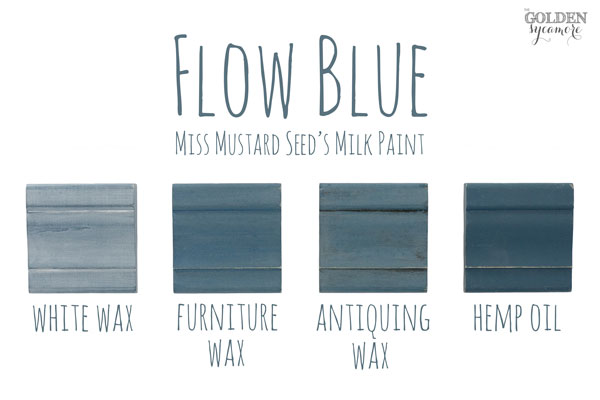 THE
GOLDEN
sycamore
FLOW BLUE
MISS MUSTARD SEED'S MILK PAINT
WHITE WAX
FURNITURE
WAX
ANTIQUING
WAX
HEMP OIL